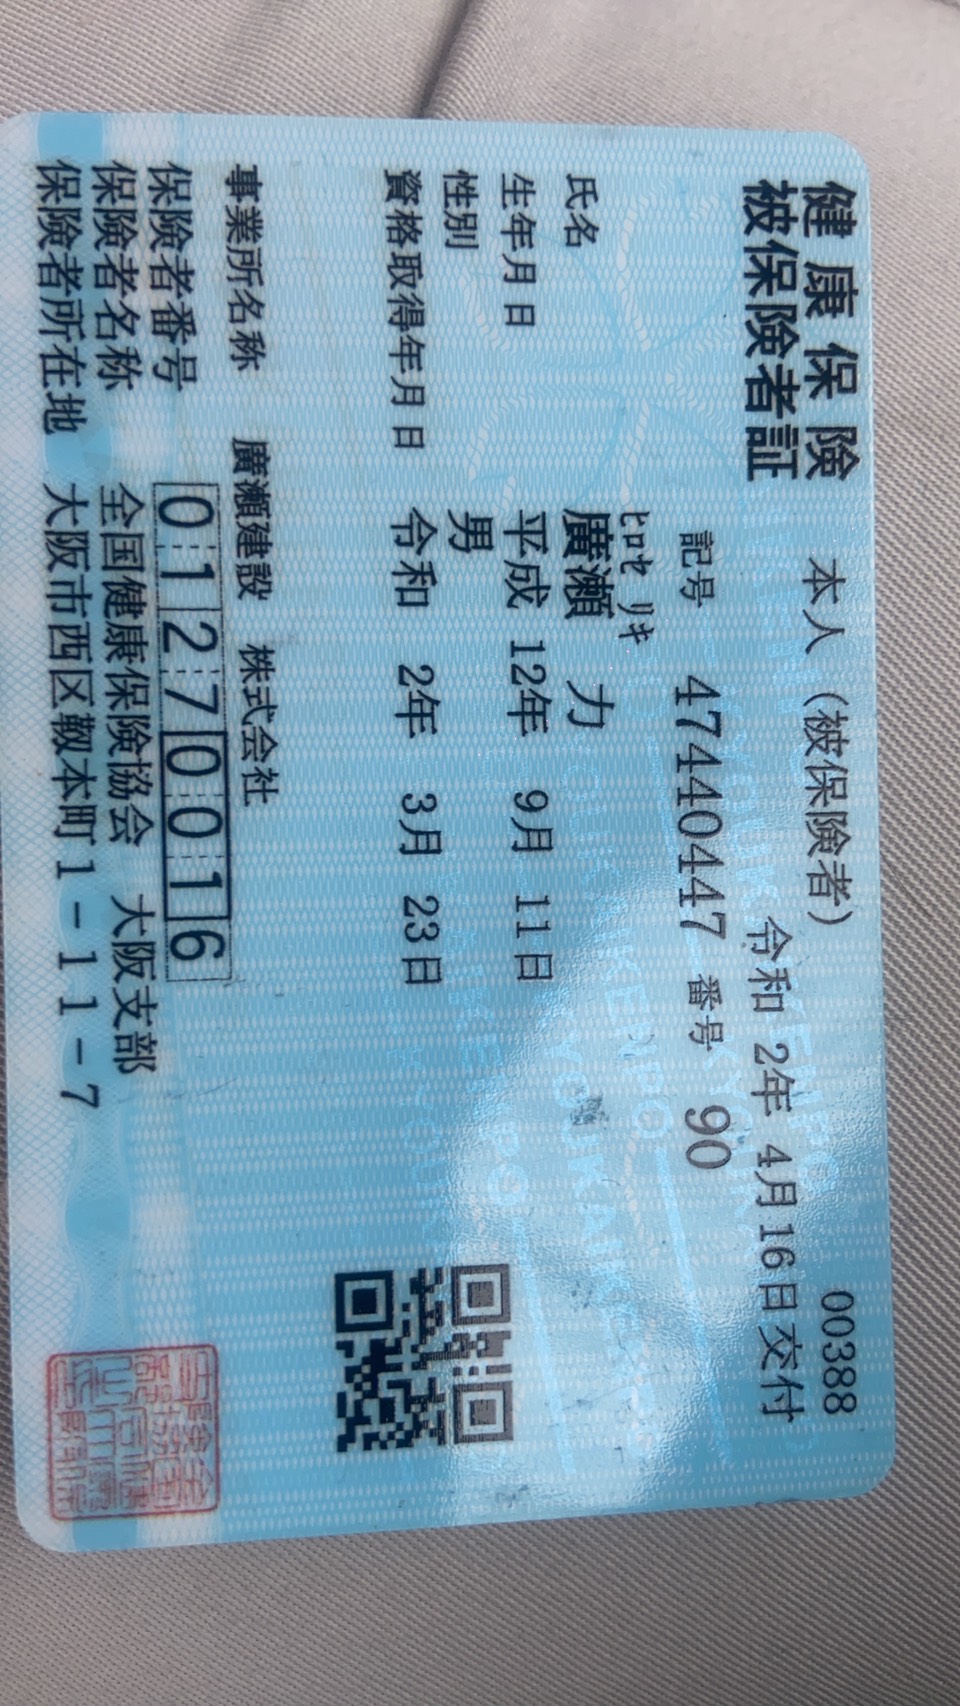 健康保険
被保険者証
本人（被保険者）
00388
令和 2年 4月16日交付
記号 47440447 番号 90
ﾋﾛｾ ﾘｷ
氏名 廣瀬 力
生年月日 平成 12年 9月 11日
性別 男
資格取得年月日 令和 2年 3月 23日
事業所名称 廣瀬建設 株式会社
保険者番号 01270016
保険者名称 全国健康保険協会 大阪支部
保険者所在地 大阪市西区靱本町1-11-7